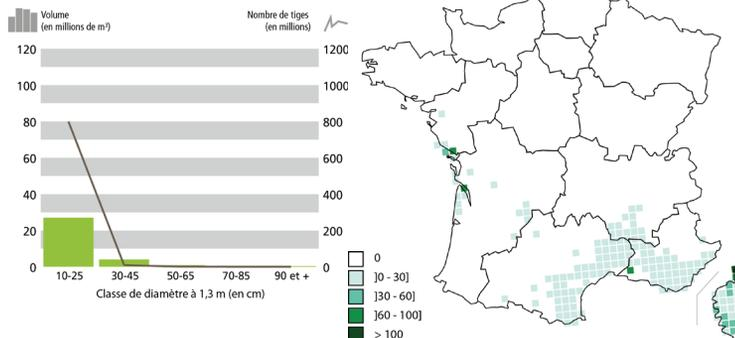 Volume
(en millions de m³)
Nombre de tiges
(en millions)
120
100
80
60
40
20
0
1200
1000
800
600
400
200
0
10-25 30-45 50-65 70-85 90 et +
Classe de diamètre à 1,3 m (en cm)
0
]0 - 30]
]30 - 60]
]60 - 100]
> 100